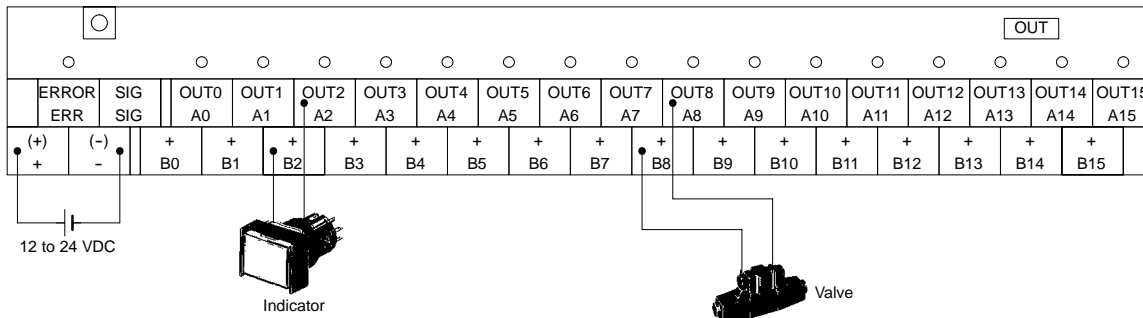 OUT
ERROR SIG OUT0 OUT1 OUT2 OUT3 OUT4 OUT5 OUT6 OUT7 OUT8 OUT9 OUT10 OUT11 OUT12 OUT13 OUT14 OUT15
ERR SIG A0 A1 A2 A3 A4 A5 A6 A7 A8 A9 A10 A11 A12 A13 A14 A15
(+) (-) + + + + + + + + + + + + + + + +
+ - B0 B1 B2 B3 B4 B5 B6 B7 B8 B9 B10 B11 B12 B13 B14 B15
12 to 24 VDC
Indicator
Valve